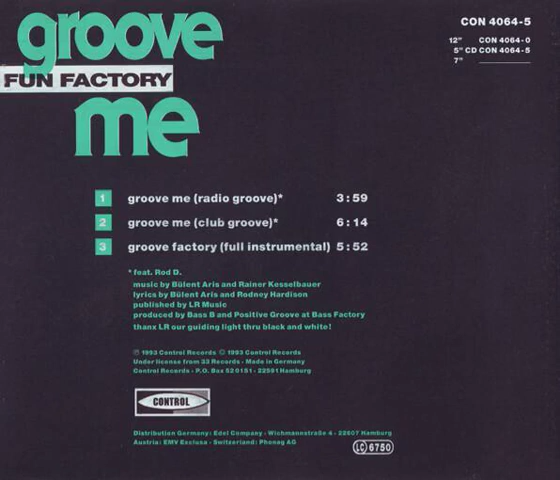 groove
FUN FACTORY
me
CON 4064-5
12" CON 4064-0
5" CD CON 4064-5
7"
1 groove me (radio groove)* 3:59
2 groove me (club groove)* 6:14
3 groove factory (full instrumental) 5:52
* feat. Rod D.
music by Bülent Aris and Rainer Kesselbauer
lyrics by Bülent Aris and Rodney Hardison
published by LR Music
produced by Bass B and Positive Groove at Bass Factory
thanx LR our guiding light thru black and white!
℗ 1993 Control Records © 1993 Control Records
Under license from 33 Records - Made in Germany
Control Records - P.O. Box 52 01 51 - 22591 Hamburg
CONTROL
Distribution Germany: Edel Company - Wichmannstraße 4 - 22607 Hamburg
Austria: EMV Exclusa - Switzerland: Phonag AG
LC 6750